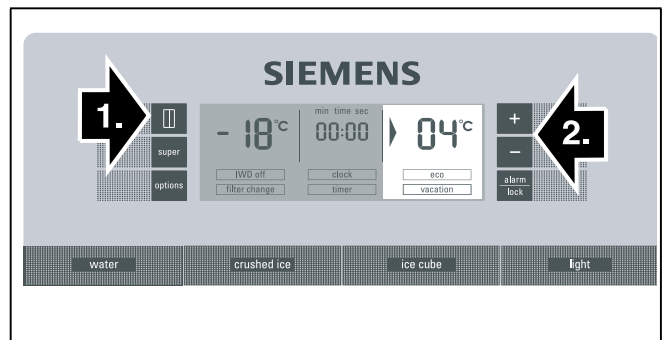 SIEMENS
1.
super
options
- 18°C
min time sec
00:00
04°C
IWD off
clock
eco
filter change
timer
vacation
+
-
alarm
lock
2.
water
crushed ice
ice cube
light